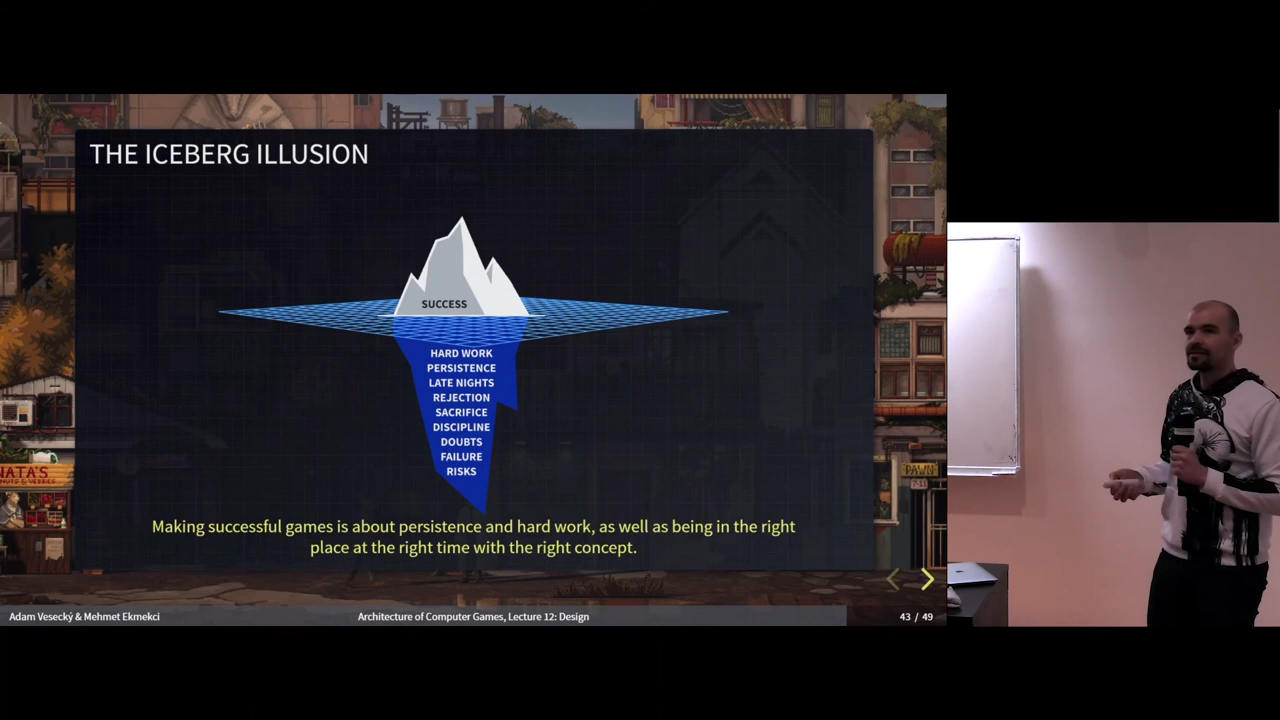 THE ICEBERG ILLUSION
SUCCESS
HARD WORK
PERSISTENCE
LATE NIGHTS
REJECTION
SACRIFICE
DISCIPLINE
DOUBTS
FAILURE
RISKS
Making successful games is about persistence and hard work, as well as being in the right
place at the right time with the right concept.
NATA'S
Adam Vesecký & Mehmet Ekmekci
Architecture of Computer Games, Lecture 12: Design
43 / 49